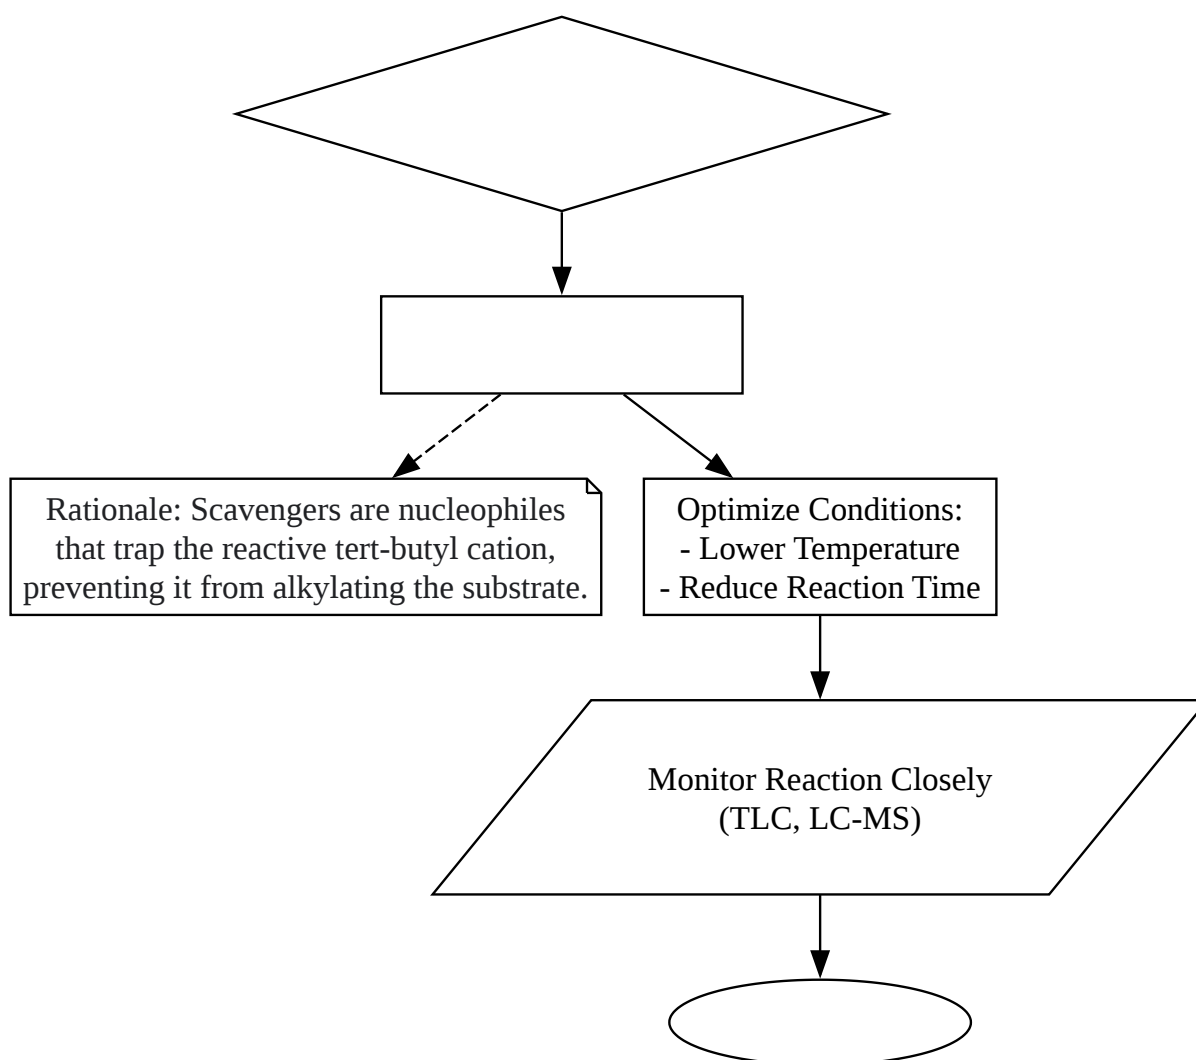 Rationale: Scavengers are nucleophiles
that trap the reactive tert-butyl cation,
preventing it from alkylating the substrate.
Optimize Conditions:
- Lower Temperature
- Reduce Reaction Time
Monitor Reaction Closely
(TLC, LC-MS)